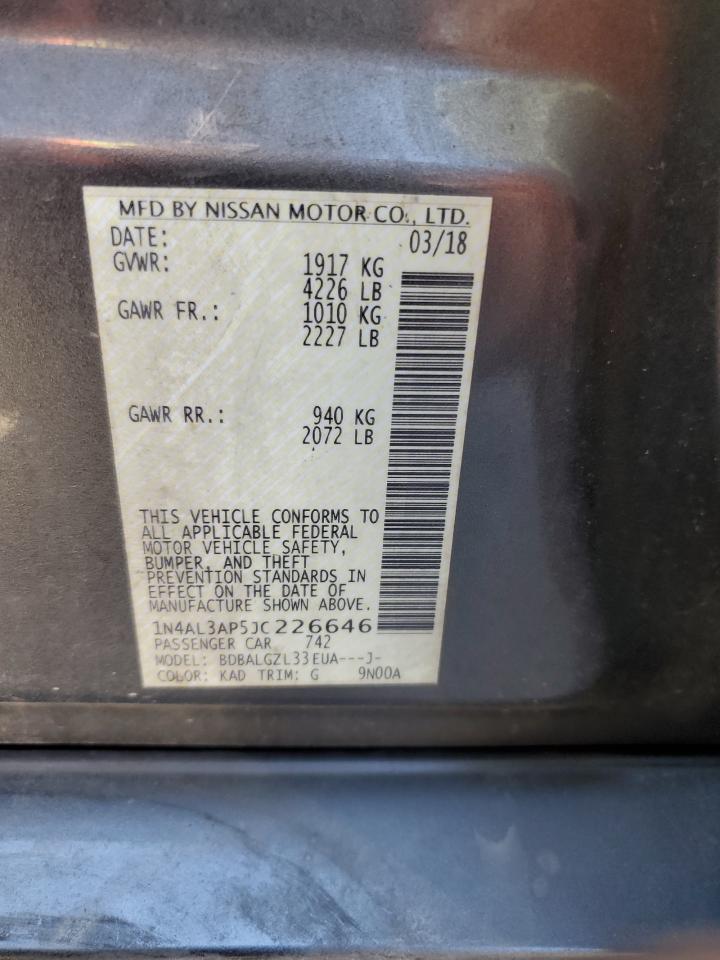 MFD BY NISSAN MOTOR CO., LTD.
DATE: 03/18
GVWR: 1917 KG
4226 LB
GAWR FR.: 1010 KG
2227 LB
GAWR RR.: 940 KG
2072 LB
THIS VEHICLE CONFORMS TO
ALL APPLICABLE FEDERAL
MOTOR VEHICLE SAFETY,
BUMPER, AND THEFT
PREVENTION STANDARDS IN
EFFECT ON THE DATE OF
MANUFACTURE SHOWN ABOVE.
1N4AL3AP5JC226646
PASSENGER CAR 742
MODEL: BDBALGZL33EUA---J-
COLOR: KAD TRIM: G 9N00A